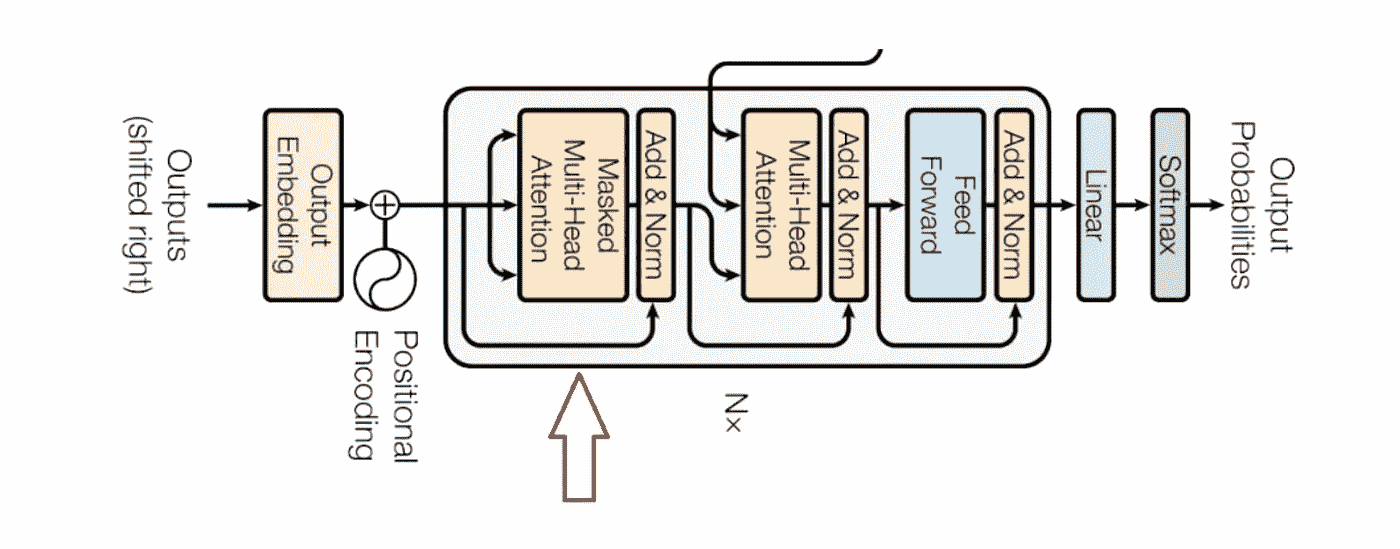 Outputs
(shifted right)
Output
Embedding
Positional
Encoding
Masked
Multi-Head
Attention
Add & Norm
Multi-Head
Attention
Add & Norm
Feed
Forward
Add & Norm
Nx
Linear
Softmax
Output
Probabilities